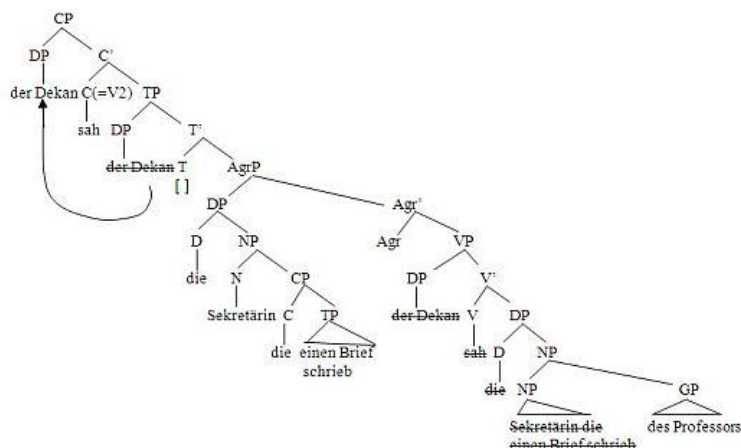 CP
DP C'
der Dekan C(=V2) TP
sah DP T'
der Dekan T AgrP
[ ]
DP Agr'
D NP Agr VP
die N CP DP V'
Sekretärin C TP der Dekan V DP
die einen Brief sah D NP
schrieb
die NP GP
Sekretärin die des Professors
einen Brief schrieb